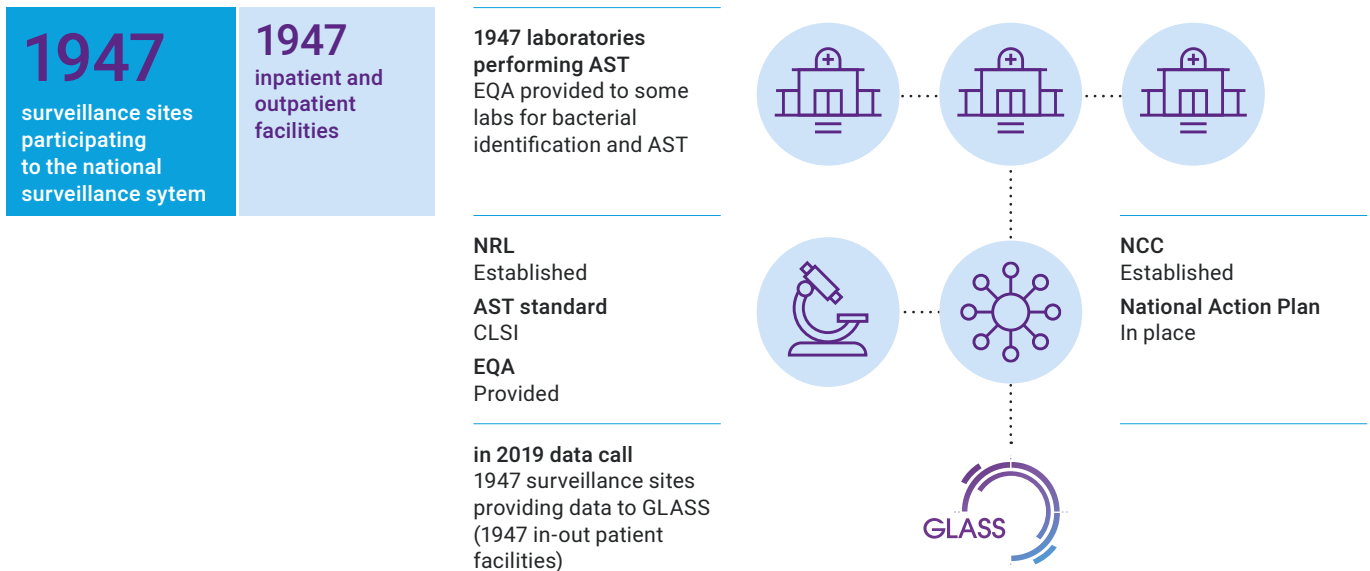 1947
surveillance sites
participating
to the national
surveillance sytem
1947
inpatient and
outpatient
facilities
1947 laboratories
performing AST
EQA provided to some
labs for bacterial
identification and AST
NRL
Established
AST standard
CLSI
EQA
Provided
NCC
Established
National Action Plan
In place
in 2019 data call
1947 surveillance sites
providing data to GLASS
(1947 in-out patient
facilities)
GLASS